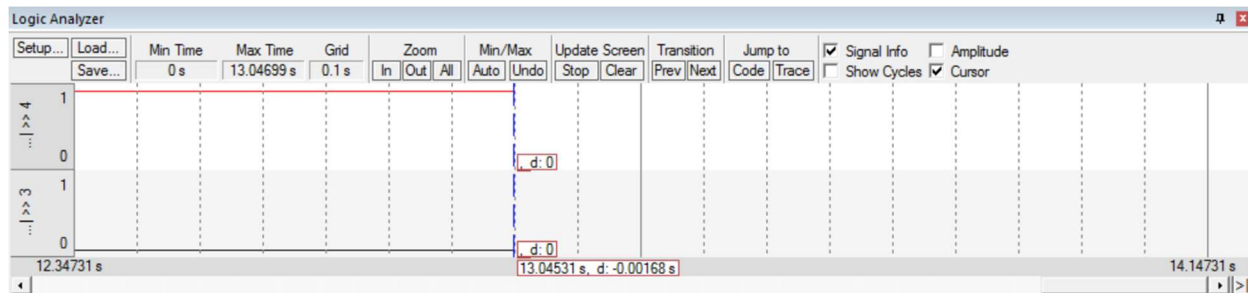 Logic Analyzer
Setup... Load... Min Time Max Time Grid Zoom Min/Max Update Screen Transition Jump to Signal Info Amplitude
Save... 0 s 13.04699 s 0.1 s In Out All Auto Undo Stop Clear Prev Next Code Trace Show Cycles Cursor
1
...|>> 4
0
, d: 0
1
...|>> 3
0
, d: 0
12.34731 s 13.04531 s, d: -0.00168 s 14.14731 s